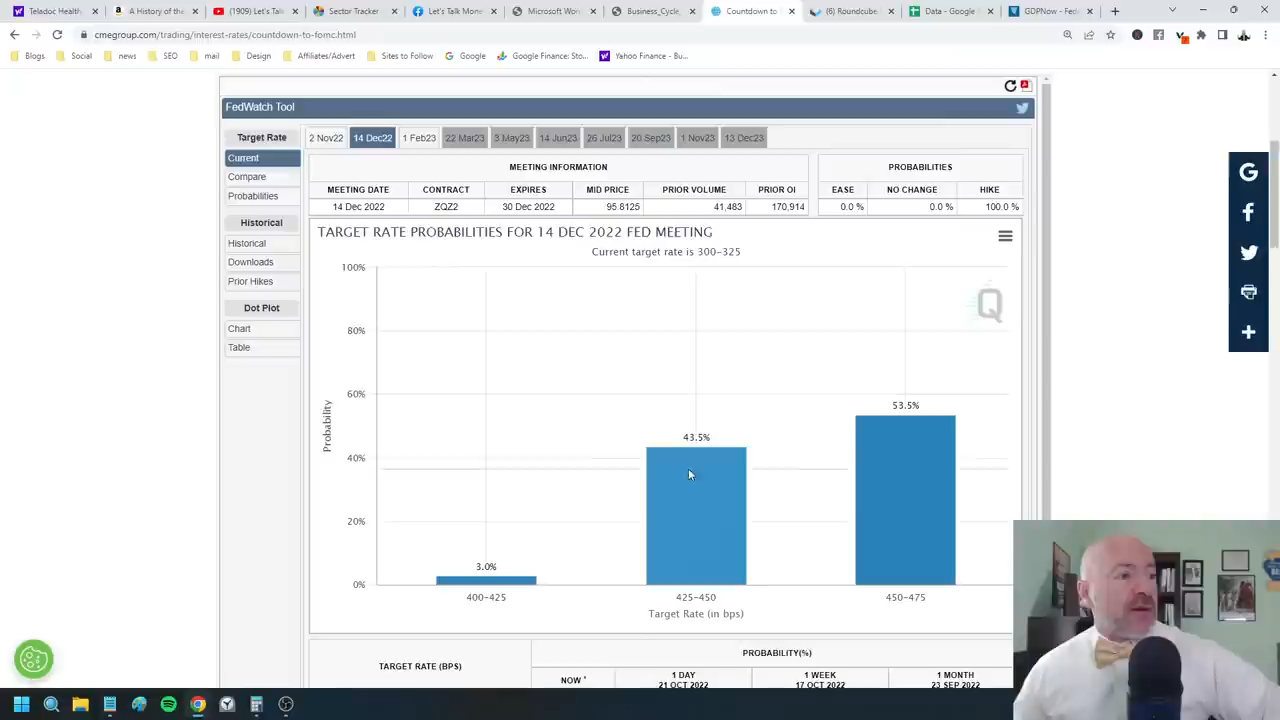 Teladoc Health
A History of the
(1909) Let's Talk
Sector Tracker
Let's Talk Mone
Microsoft Wor
Business_Cycle
Countdown to
(6) Roundcube
Data - Google
GDPNow - Fed
cmegroup.com/trading/interest-rates/countdown-to-fomc.html
Blogs
Social
news
SEO
mail
Design
Affiliates/Advert
Sites to Follow
Google
Google Finance: Sto...
Yahoo Finance - Bu...
FedWatch Tool
Target Rate
2 Nov22
14 Dec22
1 Feb23
22 Mar23
3 May23
14 Jun23
26 Jul23
20 Sep23
1 Nov23
13 Dec23
Current
Compare
Probabilities
Historical
Historical
Downloads
Prior Hikes
Dot Plot
Chart
Table
MEETING INFORMATION
MEETING DATE CONTRACT EXPIRES MID PRICE PRIOR VOLUME PRIOR OI
14 Dec 2022 ZQZ2 30 Dec 2022 95.8125 41,483 170,914
PROBABILITIES
EASE NO CHANGE HIKE
0.0 % 0.0 % 100.0 %
TARGET RATE PROBABILITIES FOR 14 DEC 2022 FED MEETING
Current target rate is 300-325
100%
80%
60%
40%
20%
0%
Probability
3.0%
43.5%
53.5%
Q
400-425
425-450
450-475
Target Rate (in bps)
TARGET RATE (BPS)
PROBABILITY(%)
NOW *
1 DAY
21 OCT 2022
1 WEEK
17 OCT 2022
1 MONTH
23 SEP 2022